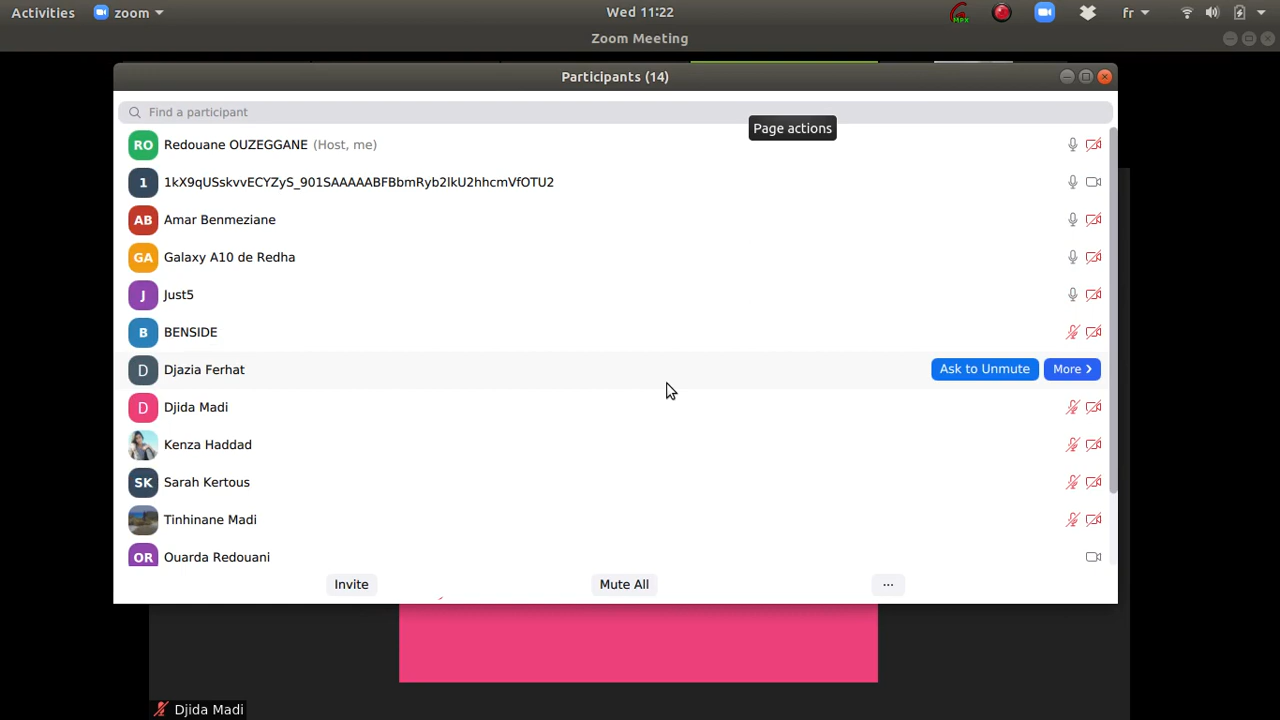 Activities zoom Wed 11:22 MPX fr
Zoom Meeting
Participants (14)
Find a participant
Page actions
RO Redouane OUZEGGANE (Host, me)
1 1kX9qUSskvvECYZyS_901SAAAAABFBbmRyb2lkU2hhcmVfOTU2
AB Amar Benmeziane
GA Galaxy A10 de Redha
J Just5
B BENSIDE
D Djazia Ferhat Ask to Unmute More
D Djida Madi
Kenza Haddad
SK Sarah Kertous
Tinhinane Madi
OR Ouarda Redouani
Invite Mute All ...
Djida Madi